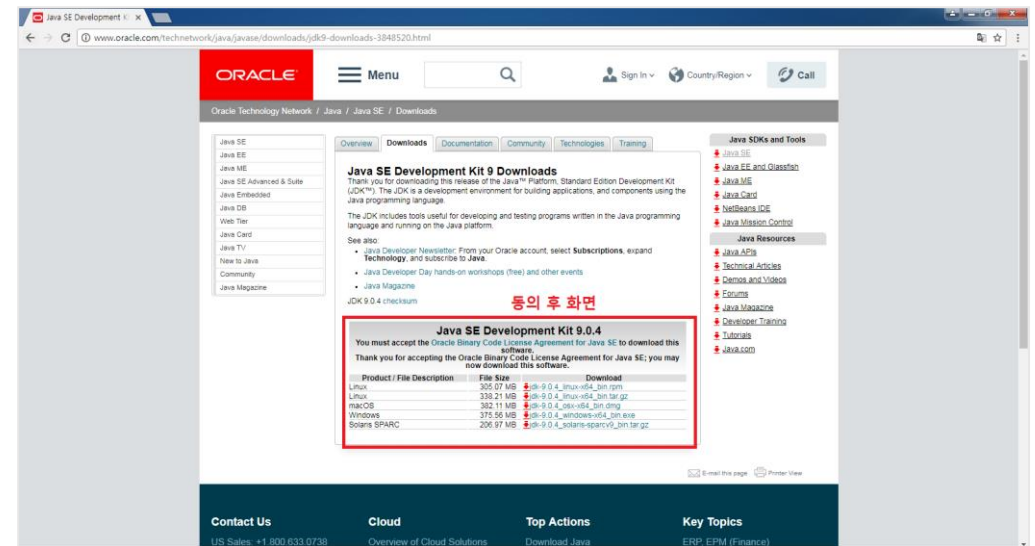 Java SE Development K
www.oracle.com/technetwork/java/javase/downloads/jdk9-downloads-3848520.html
ORACLE
Menu
Sign In
Country/Region
Call
Oracle Technology Network / Java / Java SE / Downloads
Java SE
Java EE
Java ME
Java SE Advanced & Suite
Java Embedded
Java DB
Web Tier
Java Card
Java TV
New to Java
Community
Java Magazine
Overview
Downloads
Documentation
Community
Technologies
Training
Java SE Development Kit 9 Downloads
Thank you for downloading this release of the Java™ Platform, Standard Edition Development Kit
(JDK™). The JDK is a development environment for building applications, and components using the
Java programming language.
The JDK includes tools useful for developing and testing programs written in the Java programming
language and running on the Java platform.
See also:
Java Developer Newsletter: From your Oracle account, select Subscriptions, expand
Technology, and subscribe to Java.
Java Developer Day hands-on workshops (free) and other events
Java Magazine
JDK 9.0.4 checksum
동의 후 화면
Java SE Development Kit 9.0.4
You must accept the Oracle Binary Code License Agreement for Java SE to download this
software.
Thank you for accepting the Oracle Binary Code License Agreement for Java SE; you may
now download this software.
Product / File Description File Size Download
Linux 305.07 MB jdk-9.0.4_linux-x64_bin.rpm
Linux 338.21 MB jdk-9.0.4_linux-x64_bin.tar.gz
macOS 382.11 MB jdk-9.0.4_osx-x64_bin.dmg
Windows 375.56 MB jdk-9.0.4_windows-x64_bin.exe
Solaris SPARC 206.97 MB jdk-9.0.4_solaris-sparcv9_bin.tar.gz
Java SDKs and Tools
Java SE
Java EE and Glassfish
Java ME
Java Card
NetBeans IDE
Java Mission Control
Java Resources
Java APIs
Technical Articles
Demos and Videos
Forums
Java Magazine
Developer Training
Tutorials
Java.com
E-mail this page
Printer View
Contact Us
Cloud
Top Actions
Key Topics
US Sales: +1.800.633.0738
Overview of Cloud Solutions
Download Java
ERP, EPM (Finance)